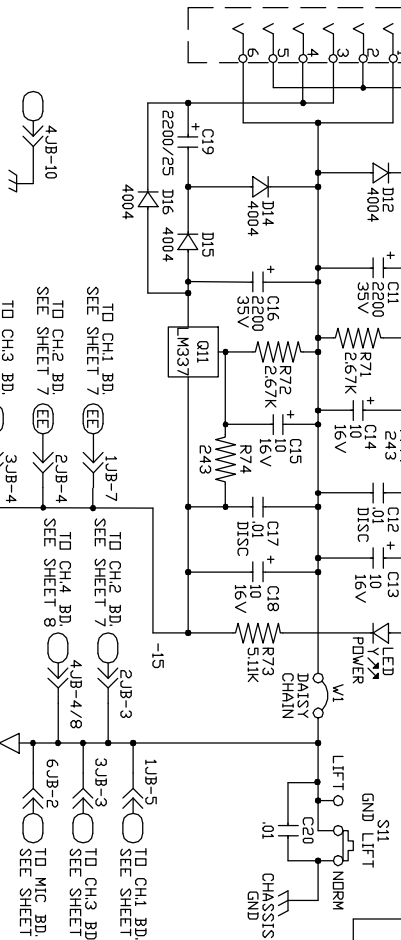 6
5
4
3
2
1
C19
2200/25
D16
4004
D14
4004
D15
4004
D12
4004
C11
2200
35V
C16
2200
35V
R71
2.67K
R72
2.67K
Q11
LM337
C15
10
16V
C14
10
16V
243
R74
243
C12
.01
DISC
C17
.01
DISC
C13
10
16V
C18
10
16V
R73
5.11K
LED
Y
POWER
W1
DAISY
CHAIN
-15
S11
GND LIFT
LIFT
NORM
C20
.01
CHASSIS
GND
4JB-10
TO CH.1 BD.
SEE SHEET 7
EE
1JB-7
TO CH.2 BD.
SEE SHEET 7
EE
2JB-4
TO CH.3 BD.
3JB-4
TO CH.2 BD.
SEE SHEET 7
2JB-3
TO CH.4 BD.
SEE SHEET 8
4JB-4/8
1JB-5
TO CH.1 BD.
SEE SHEET
3JB-3
TO CH.3 BD.
SEE SHEET
6JB-2
TO MIC BD.
SEE SHEET